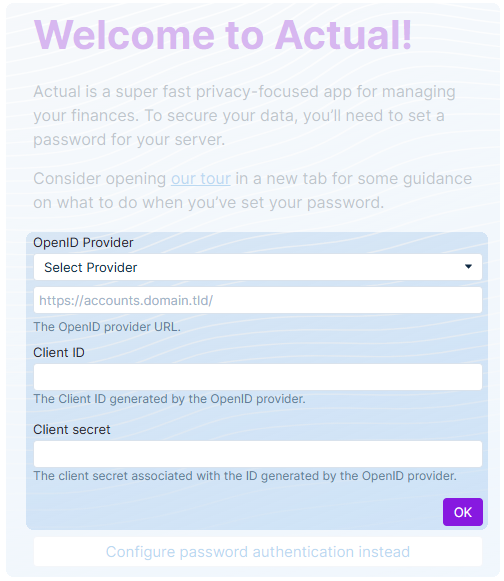 Welcome to Actual!
Actual is a super fast privacy-focused app for managing
your finances. To secure your data, you’ll need to set a
password for your server.
Consider opening our tour in a new tab for some guidance
on what to do when you’ve set your password.
OpenID Provider
Select Provider
https://accounts.domain.tld/
The OpenID provider URL.
Client ID
The Client ID generated by the OpenID provider.
Client secret
The client secret associated with the ID generated by the OpenID provider.
OK
Configure password authentication instead